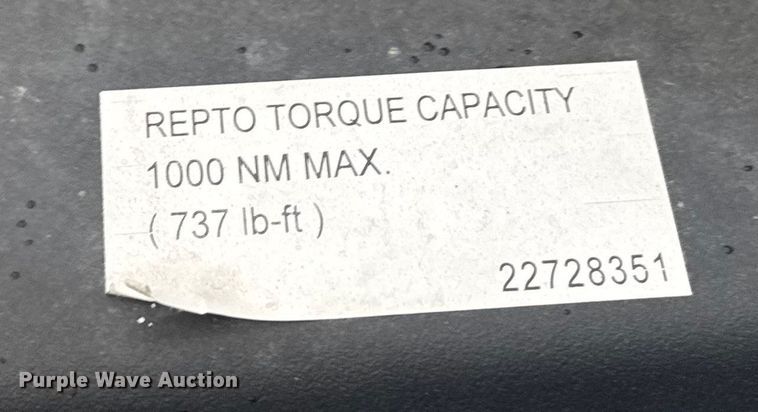 REPTO TORQUE CAPACITY
1000 NM MAX.
( 737 lb-ft )
22728351
Purple Wave Auction